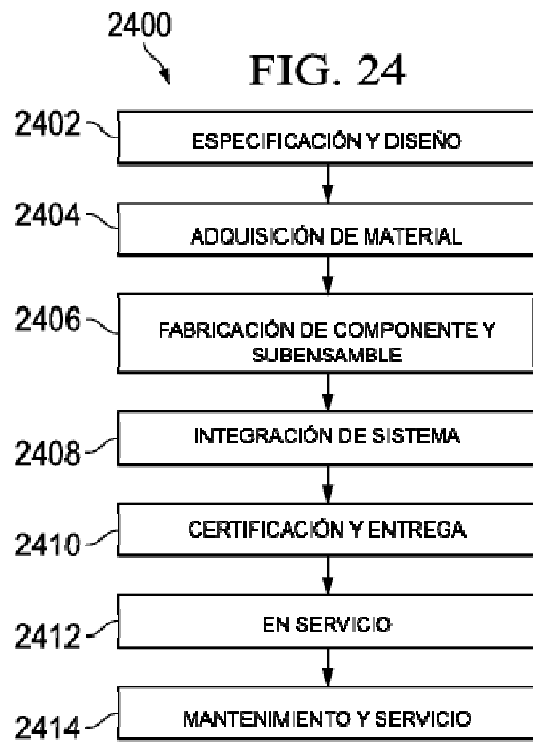 2400
FIG. 24
2402
ESPECIFICACIÓN Y DISEÑO
2404
ADQUISICIÓN DE MATERIAL
2406
FABRICACIÓN DE COMPONENTE Y
SUBENSAMBLE
2408
INTEGRACIÓN DE SISTEMA
2410
CERTIFICACIÓN Y ENTREGA
2412
EN SERVICIO
2414
MANTENIMIENTO Y SERVICIO